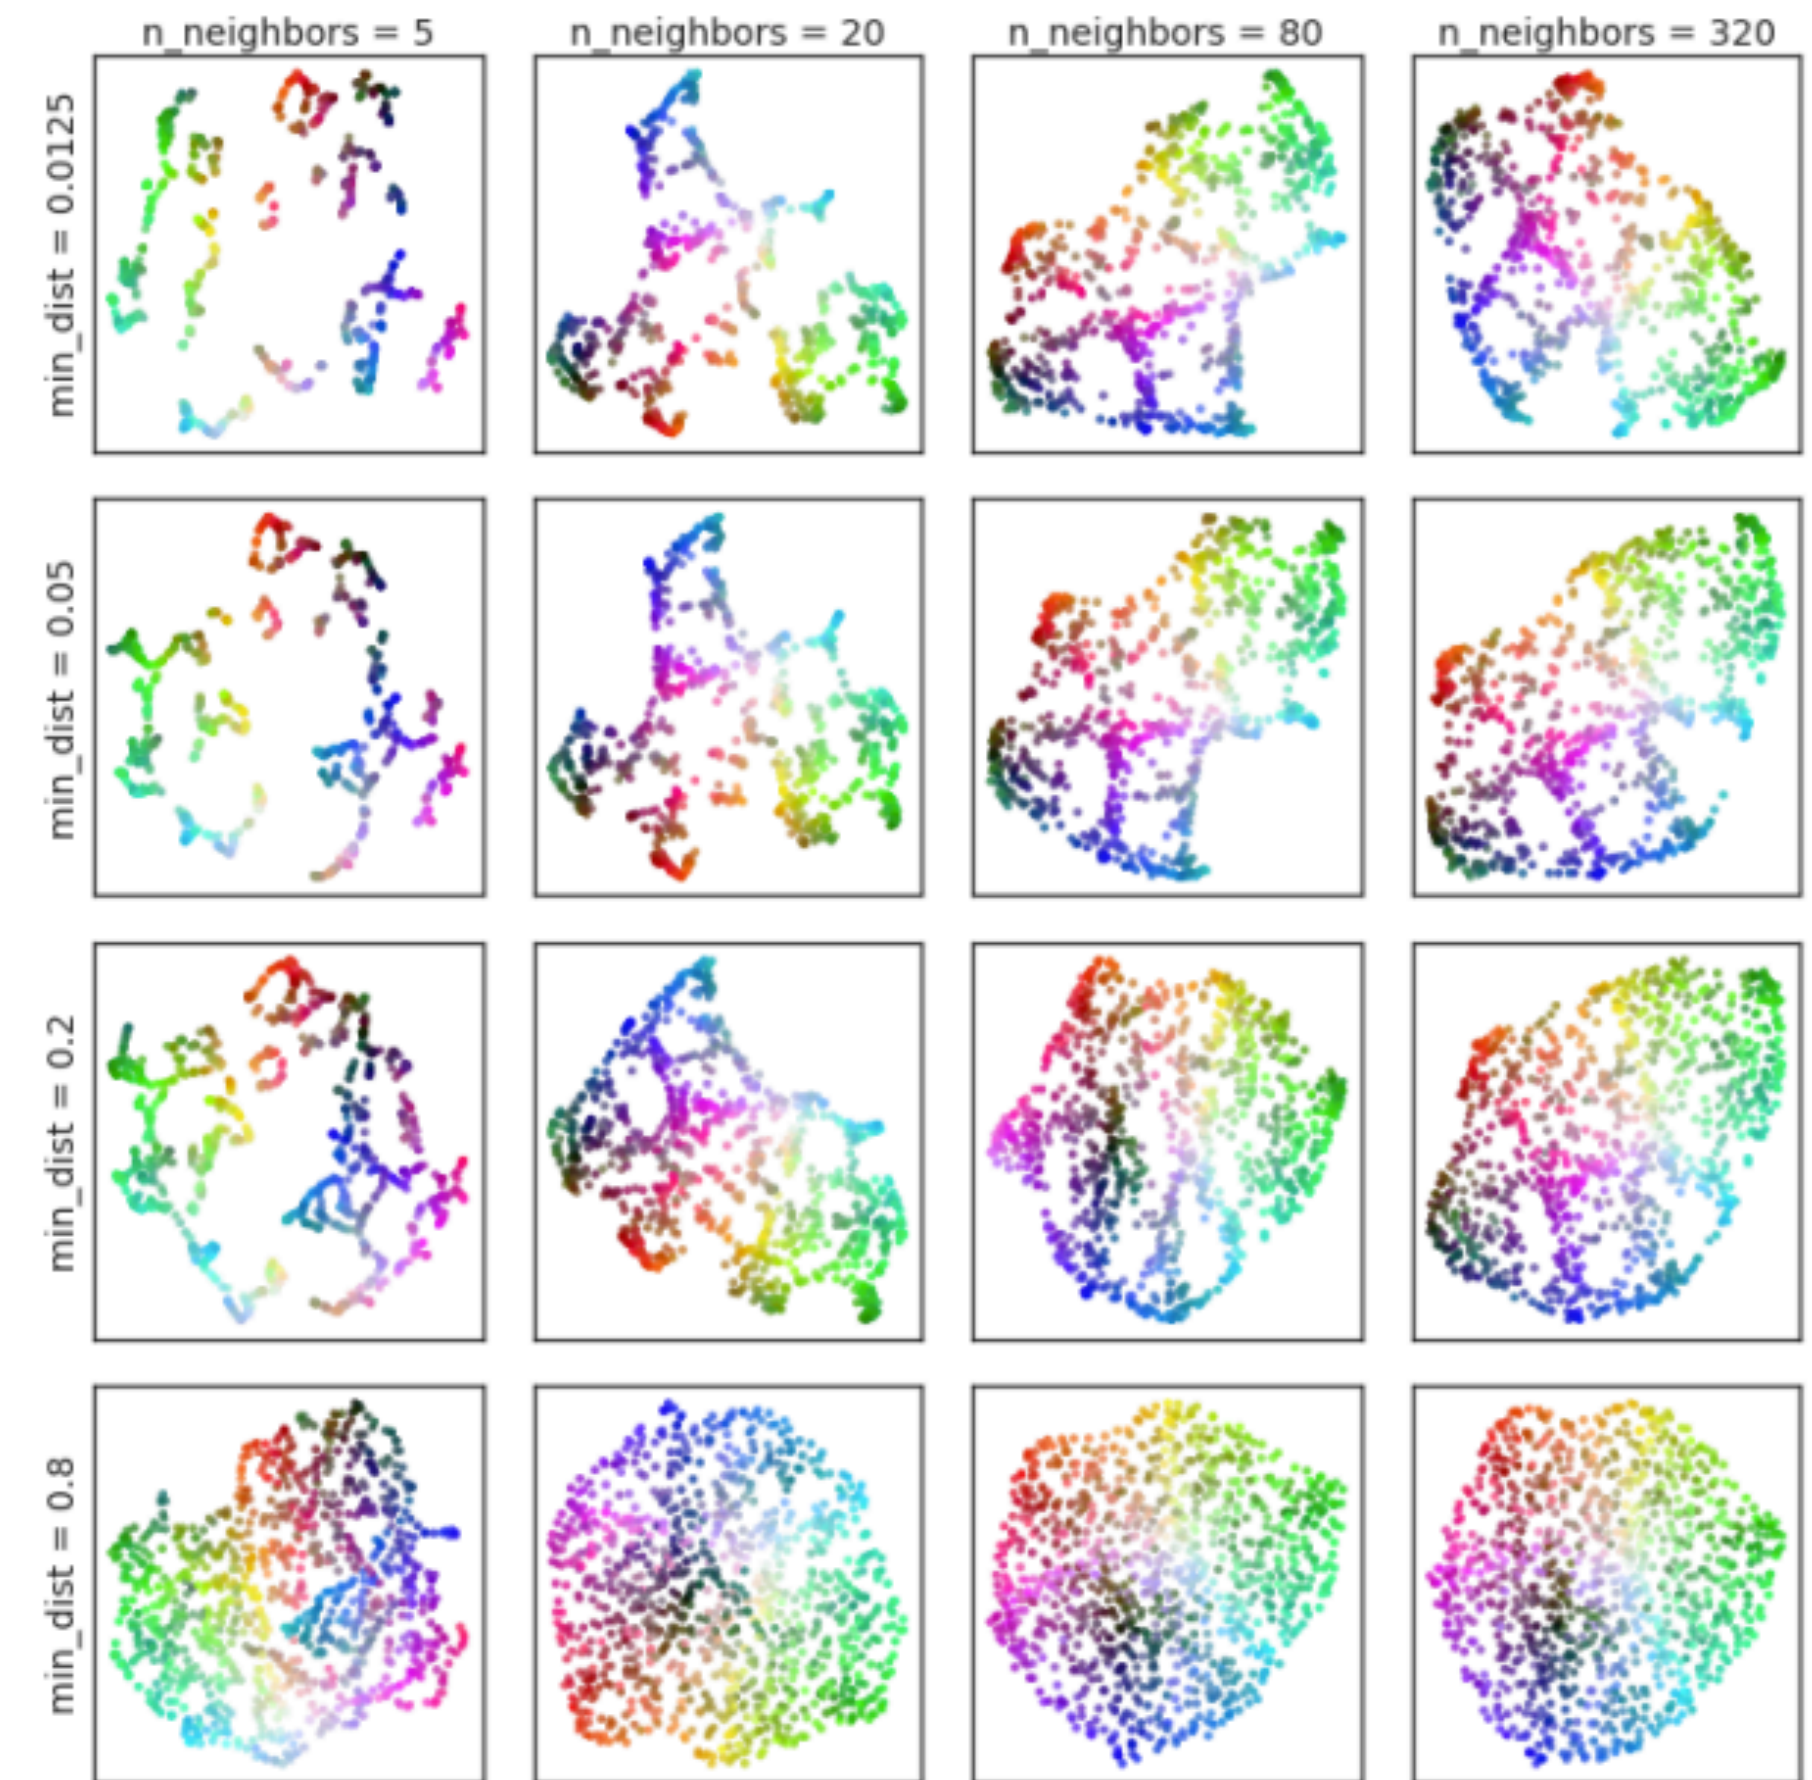 n_neighbors = 5
n_neighbors = 20
n_neighbors = 80
n_neighbors = 320
min_dist = 0.0125
min_dist = 0.05
min_dist = 0.2
min_dist = 0.8